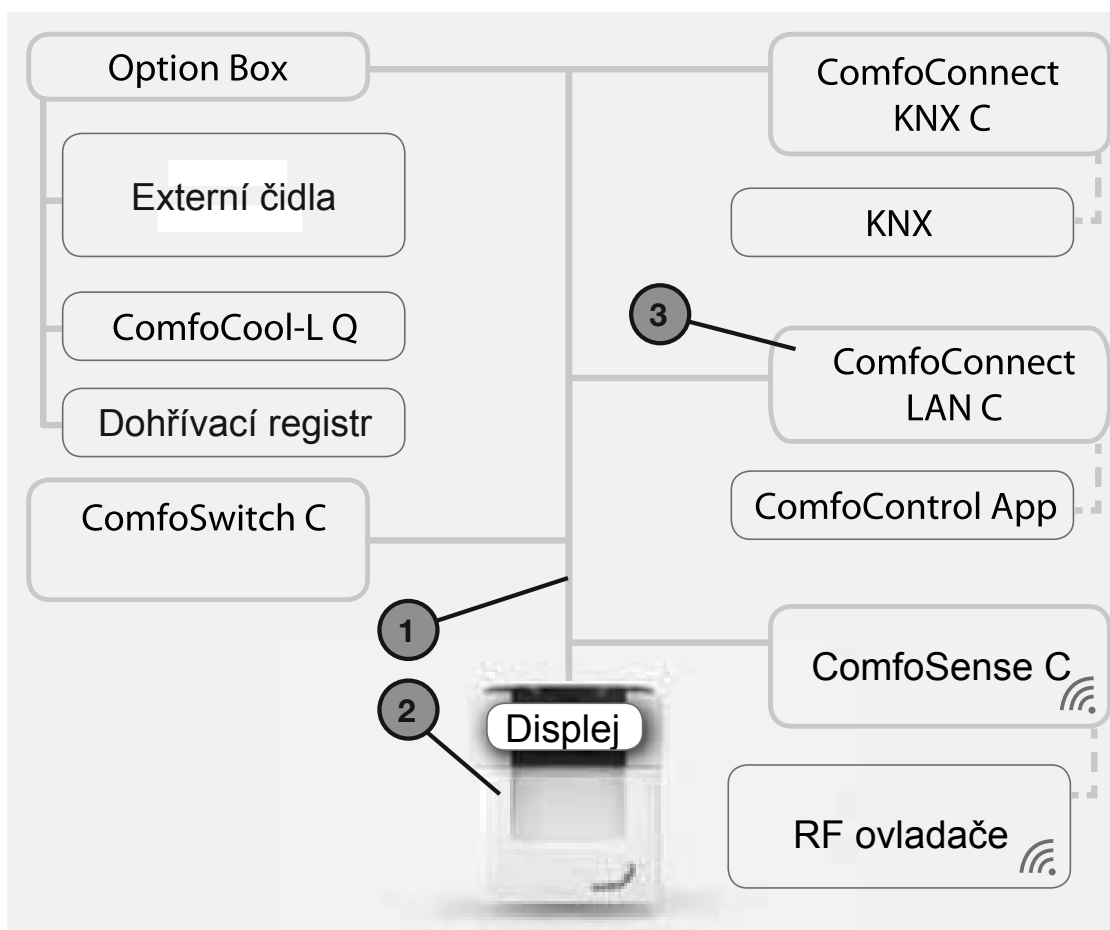 Option Box
Externí čidla
ComfoCool-L Q
Dohřívací registr
ComfoSwitch C
ComfoConnect
KNX C
KNX
3
ComfoConnect
LAN C
ComfoControl App
1
2
Displej
ComfoSense C
RF ovladače